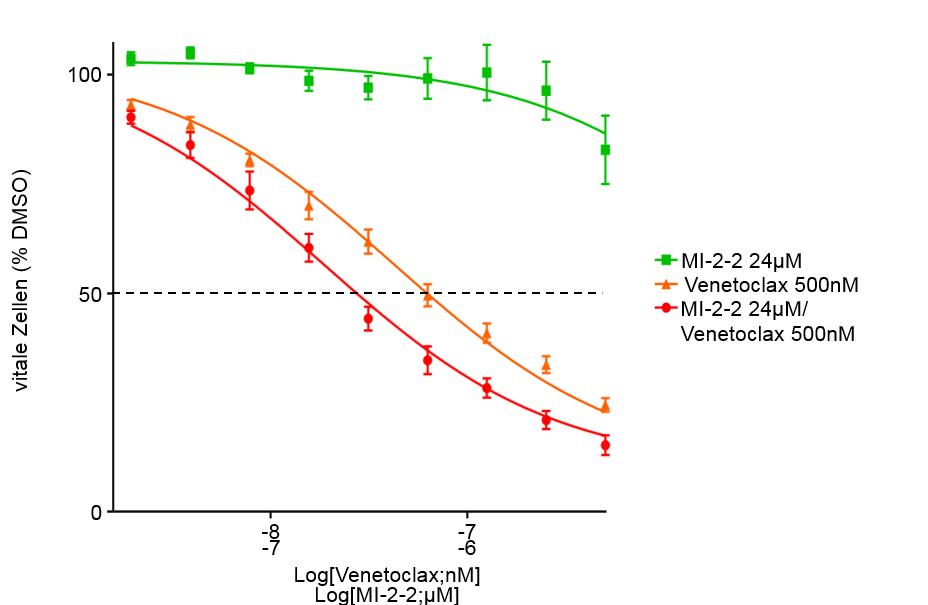 vitale Zellen (% DMSO)
100
50
0
-8 -7
-7 -6
Log[Venetoclax;nM]
Log[MI-2-2;µM]
MI-2-2 24µM
Venetoclax 500nM
MI-2-2 24µM/
Venetoclax 500nM